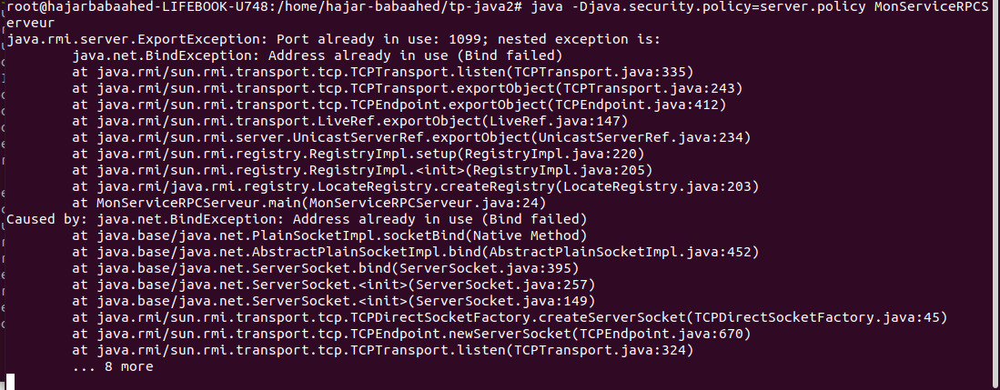 root@hajarbabaahed-LIFEBOOK-U748:/home/hajar-babaahed/tp-java2# java -Djava.security.policy=server.policy MonServiceRPCS
erveur
java.rmi.server.ExportException: Port already in use: 1099; nested exception is:
        java.net.BindException: Address already in use (Bind failed)
        at java.rmi/sun.rmi.transport.tcp.TCPTransport.listen(TCPTransport.java:335)
        at java.rmi/sun.rmi.transport.tcp.TCPTransport.exportObject(TCPTransport.java:243)
        at java.rmi/sun.rmi.transport.tcp.TCPEndpoint.exportObject(TCPEndpoint.java:412)
        at java.rmi/sun.rmi.transport.LiveRef.exportObject(LiveRef.java:147)
        at java.rmi/sun.rmi.server.UnicastServerRef.exportObject(UnicastServerRef.java:234)
        at java.rmi/sun.rmi.registry.RegistryImpl.setup(RegistryImpl.java:220)
        at java.rmi/sun.rmi.registry.RegistryImpl.<init>(RegistryImpl.java:205)
        at java.rmi/java.rmi.registry.LocateRegistry.createRegistry(LocateRegistry.java:203)
        at MonServiceRPCServeur.main(MonServiceRPCServeur.java:24)
Caused by: java.net.BindException: Address already in use (Bind failed)
        at java.base/java.net.PlainSocketImpl.socketBind(Native Method)
        at java.base/java.net.AbstractPlainSocketImpl.bind(AbstractPlainSocketImpl.java:452)
        at java.base/java.net.ServerSocket.bind(ServerSocket.java:395)
        at java.base/java.net.ServerSocket.<init>(ServerSocket.java:257)
        at java.base/java.net.ServerSocket.<init>(ServerSocket.java:149)
        at java.rmi/sun.rmi.transport.tcp.TCPDirectSocketFactory.createServerSocket(TCPDirectSocketFactory.java:45)
        at java.rmi/sun.rmi.transport.tcp.TCPEndpoint.newServerSocket(TCPEndpoint.java:670)
        at java.rmi/sun.rmi.transport.tcp.TCPTransport.listen(TCPTransport.java:324)
        ... 8 more